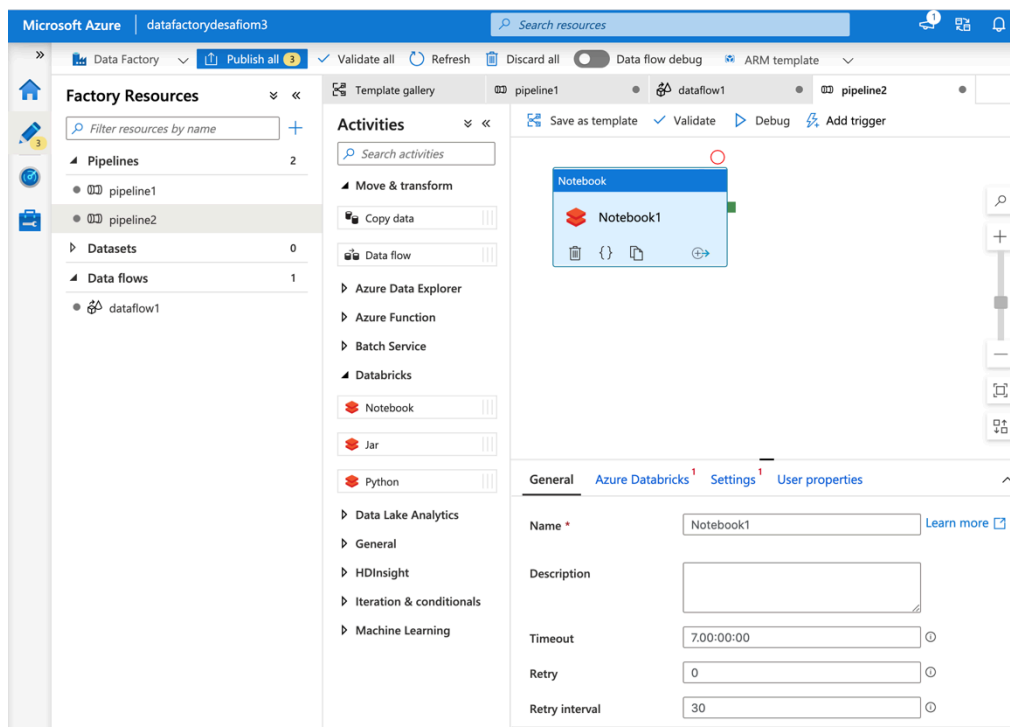 Microsoft Azure datafactorydesafiom3 Search resources 1
Data Factory Publish all 3 Validate all Refresh Discard all Data flow debug ARM template
Factory Resources
Filter resources by name
3
Pipelines 2
pipeline1
pipeline2
Datasets 0
Data flows 1
dataflow1
Template gallery pipeline1 dataflow1 pipeline2
Activities
Search activities
Move & transform
Copy data
Data flow
Azure Data Explorer
Azure Function
Batch Service
Databricks
Notebook
Jar
Python
Data Lake Analytics
General
HDInsight
Iteration & conditionals
Machine Learning
Save as template Validate Debug Add trigger
Notebook
Notebook1
{}
General Azure Databricks 1 Settings 1 User properties
Name * Notebook1 Learn more
Description
Timeout 7.00:00:00
Retry 0
Retry interval 30